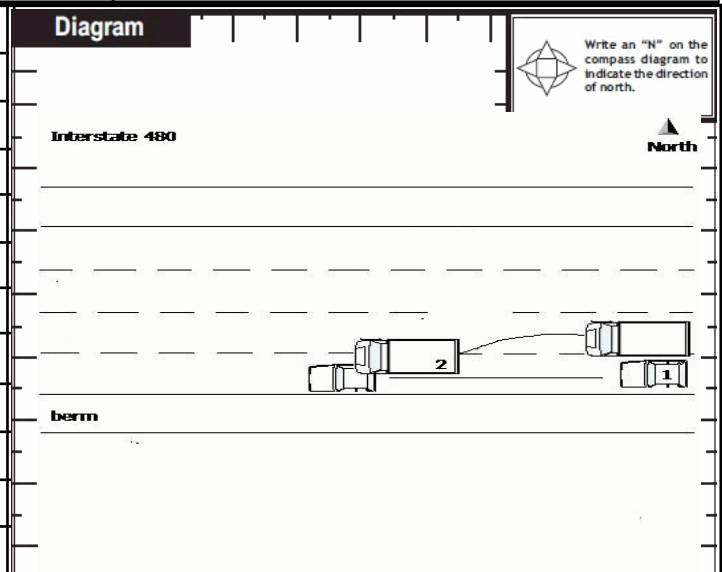 Diagram
Write an “N” on the
compass diagram to
indicate the direction
of north.
Interstate 480
North
2
1
berm